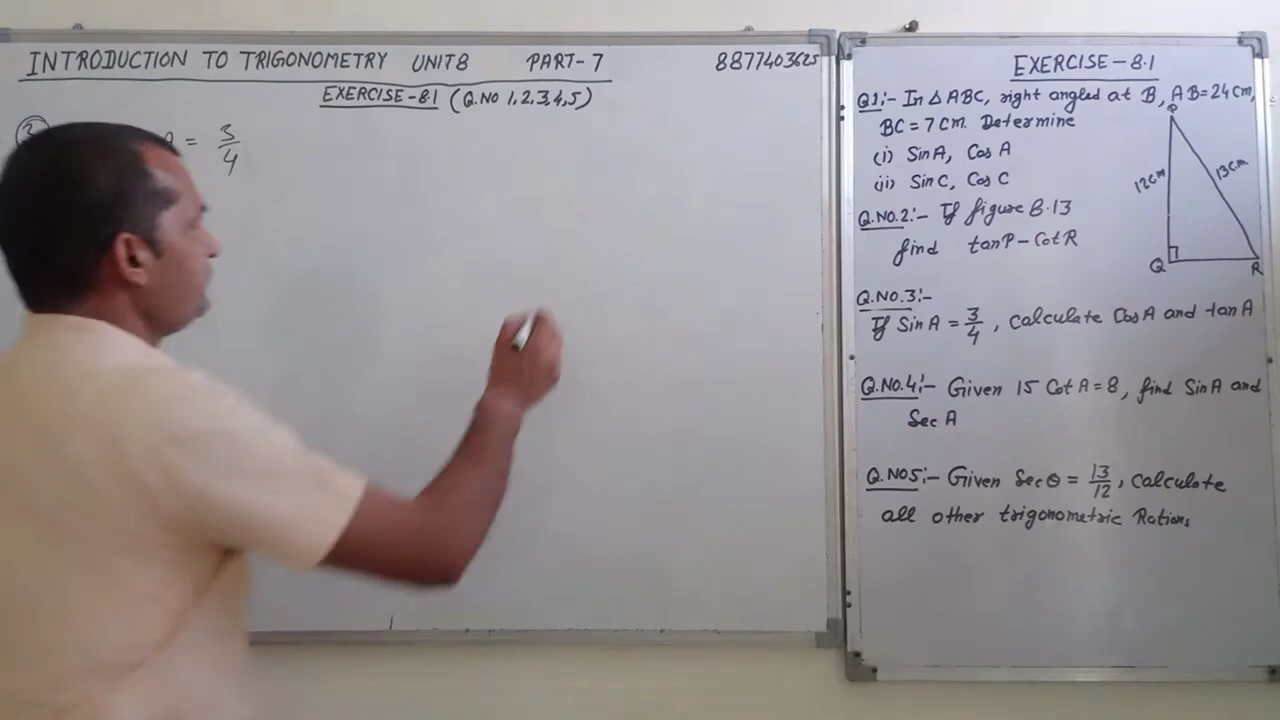 INTRODUCTION TO TRIGONOMETRY UNIT 8 PART-7 8877403625
EXERCISE-8.1 (Q.NO 1,2,3,4,5)
= 3/4
EXERCISE-8.1
Q1:- In △ ABC, right angled at B, AB=24 cm,
BC = 7 CM. Determine
(i) Sin A, Cos A
(ii) Sin C, Cos C
Q.NO.2:- If figure 8.13
find tanP - CotR
P
12cm
13cm.
Q
R
Q.NO.3:-
If Sin A = 3/4, calculate Cos A and tan A
Q.NO.4:- Given 15 Cot A = 8, find Sin A and
Sec A
Q.NO5:- Given Sec θ = 13/12, calculate
all other trigonometric Rations